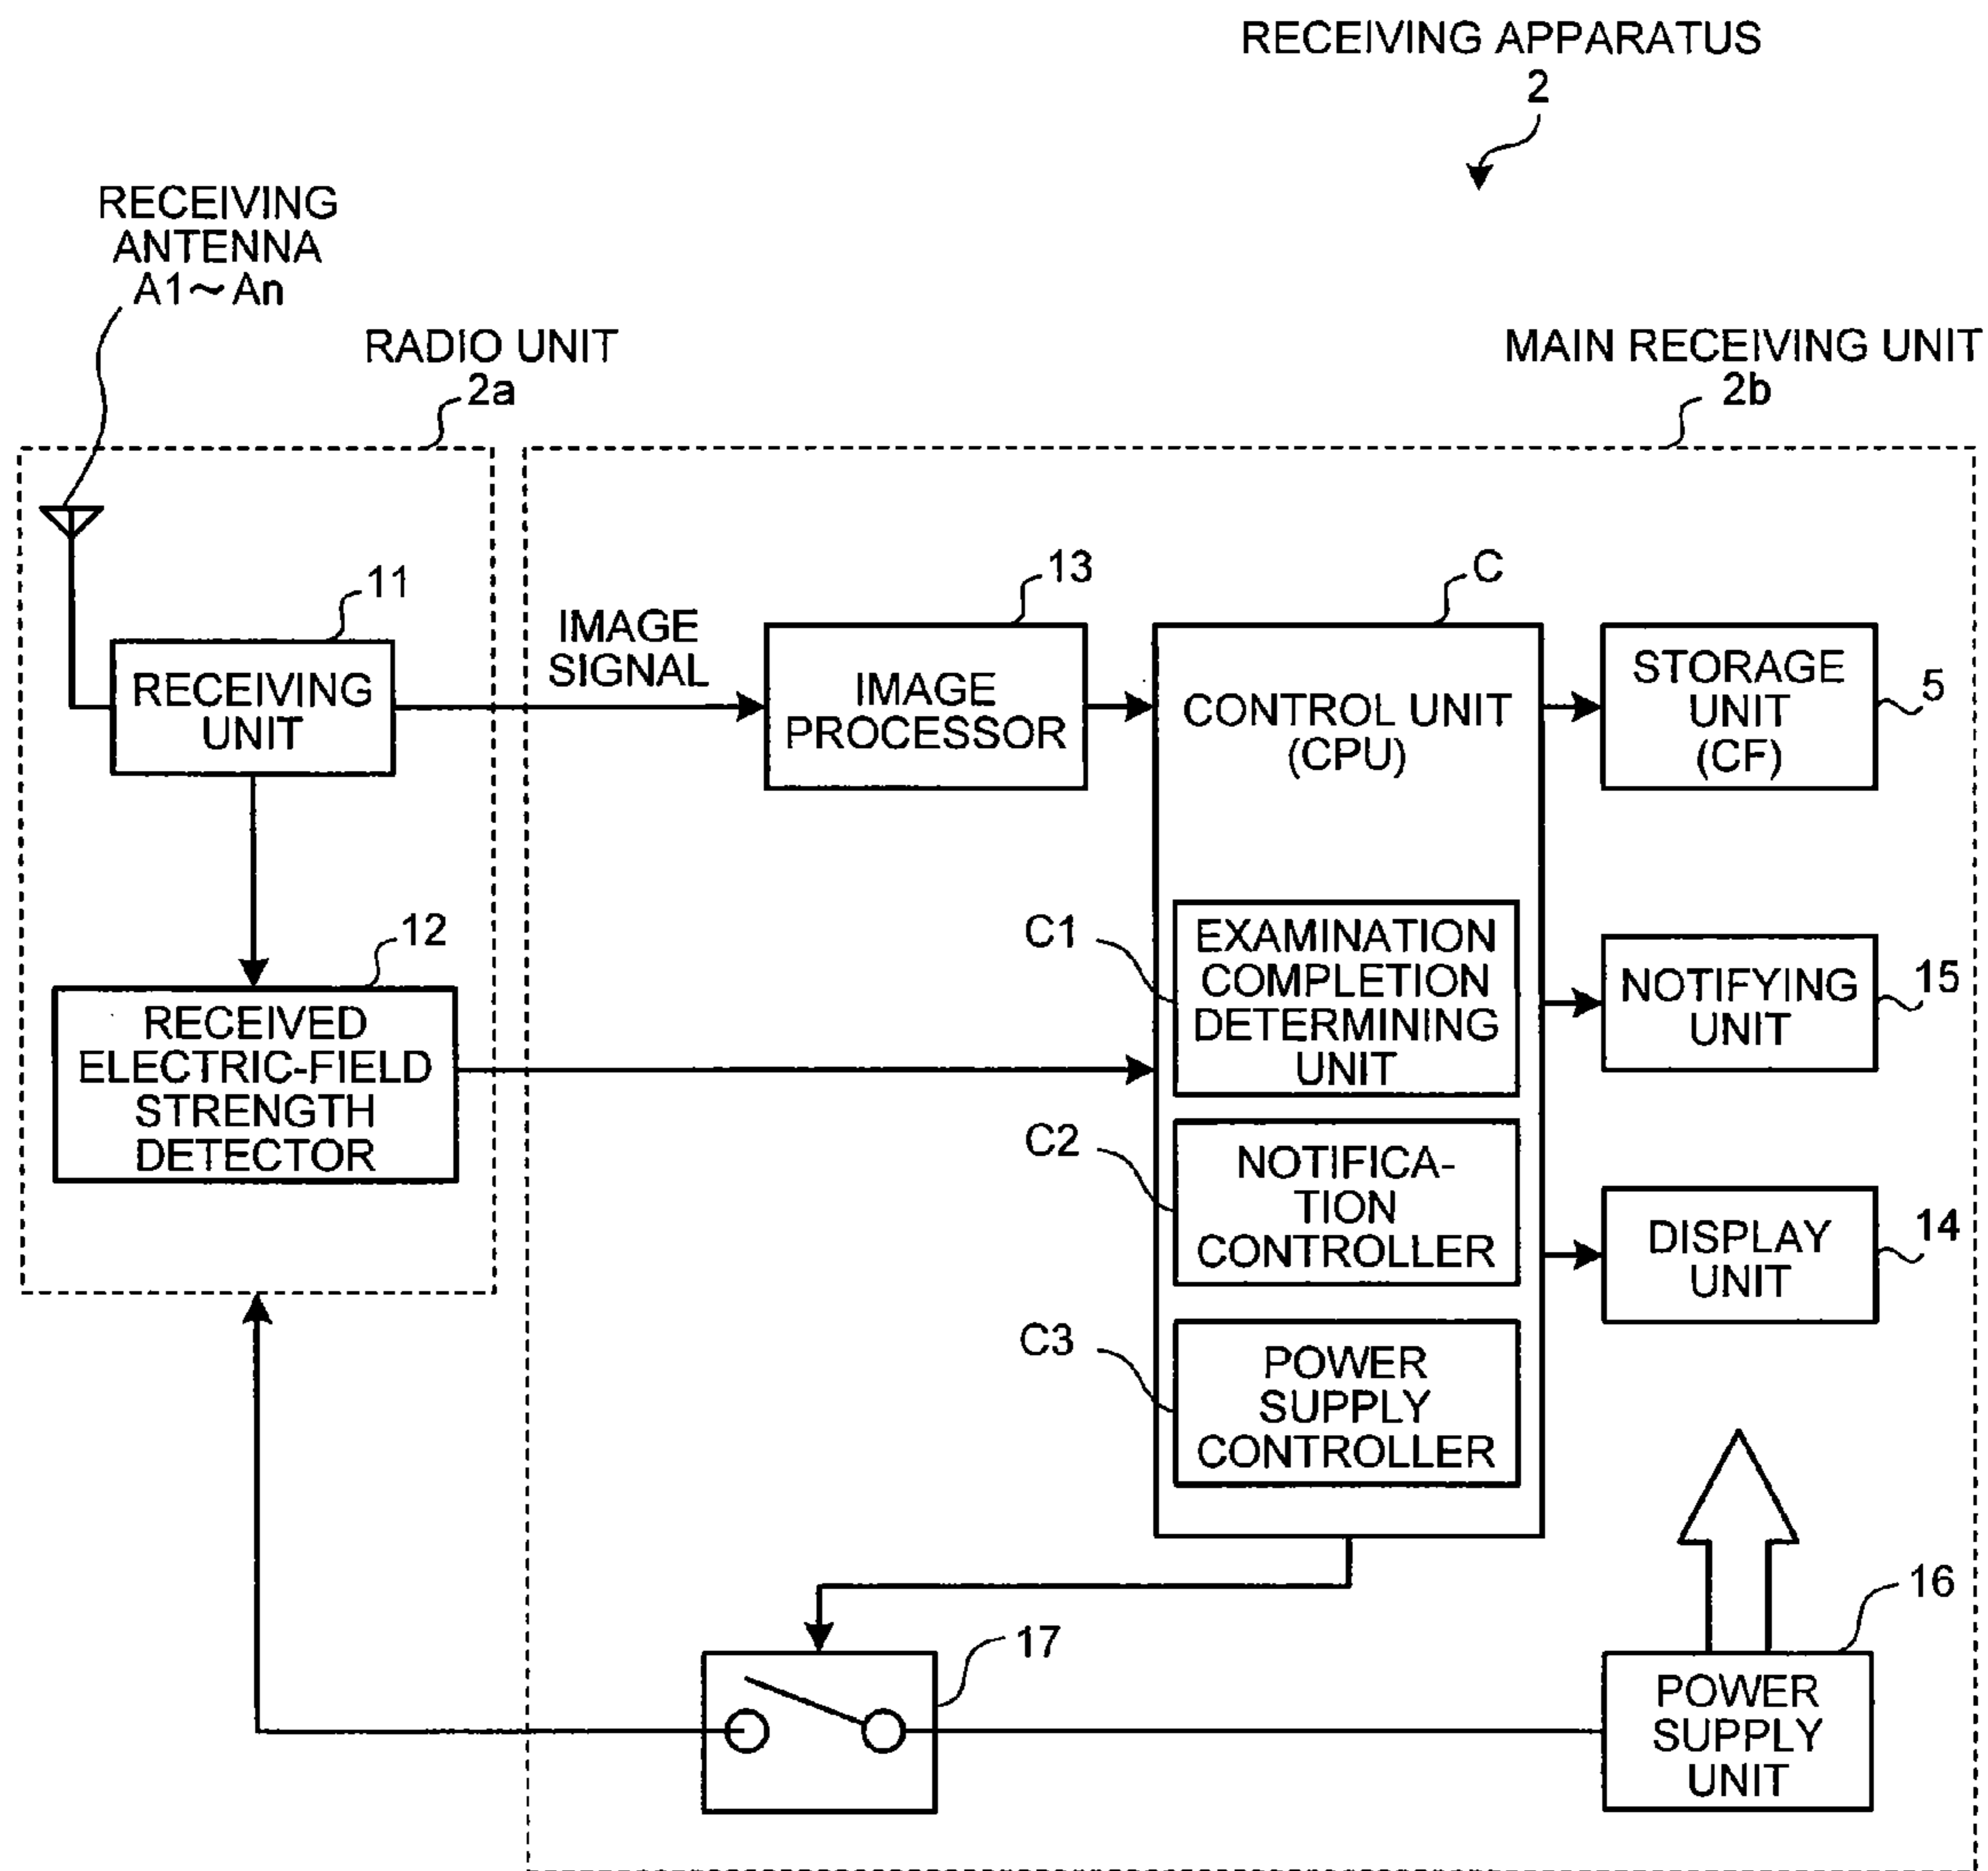 RECEIVING APPARATUS
2
RECEIVING
ANTENNA
A1~An
RADIO UNIT
2a
MAIN RECEIVING UNIT
2b
11
RECEIVING
UNIT
IMAGE
SIGNAL
13
IMAGE
PROCESSOR
C
CONTROL UNIT
(CPU)
STORAGE
UNIT
(CF)
5
12
RECEIVED
ELECTRIC-FIELD
STRENGTH
DETECTOR
C1
EXAMINATION
COMPLETION
DETERMINING
UNIT
NOTIFYING
UNIT
15
C2
NOTIFICA-
TION
CONTROLLER
DISPLAY
UNIT
14
C3
POWER
SUPPLY
CONTROLLER
17
16
POWER
SUPPLY
UNIT